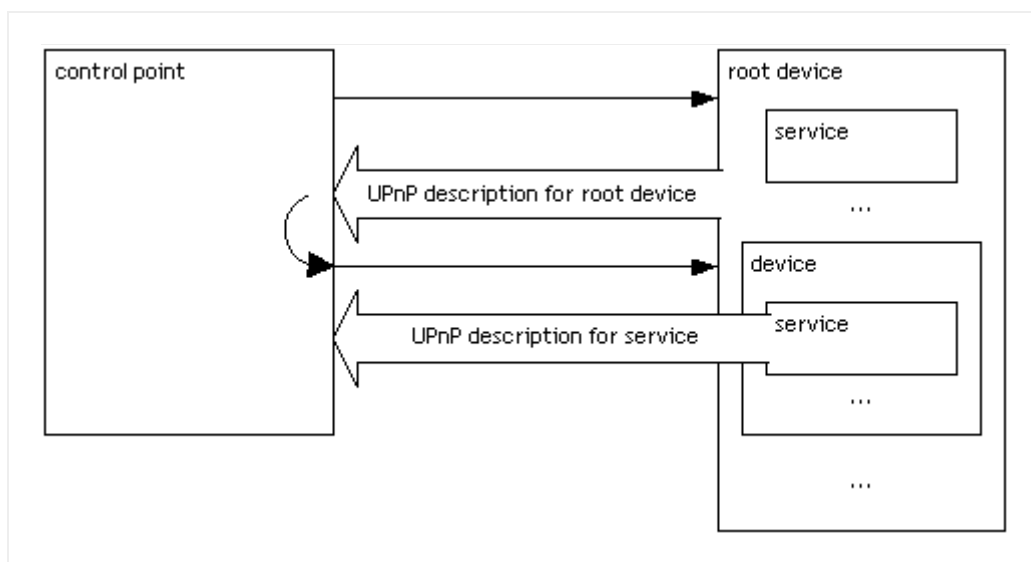 control point
root device
service
UPnP description for root device
...
device
service
UPnP description for service
...
...